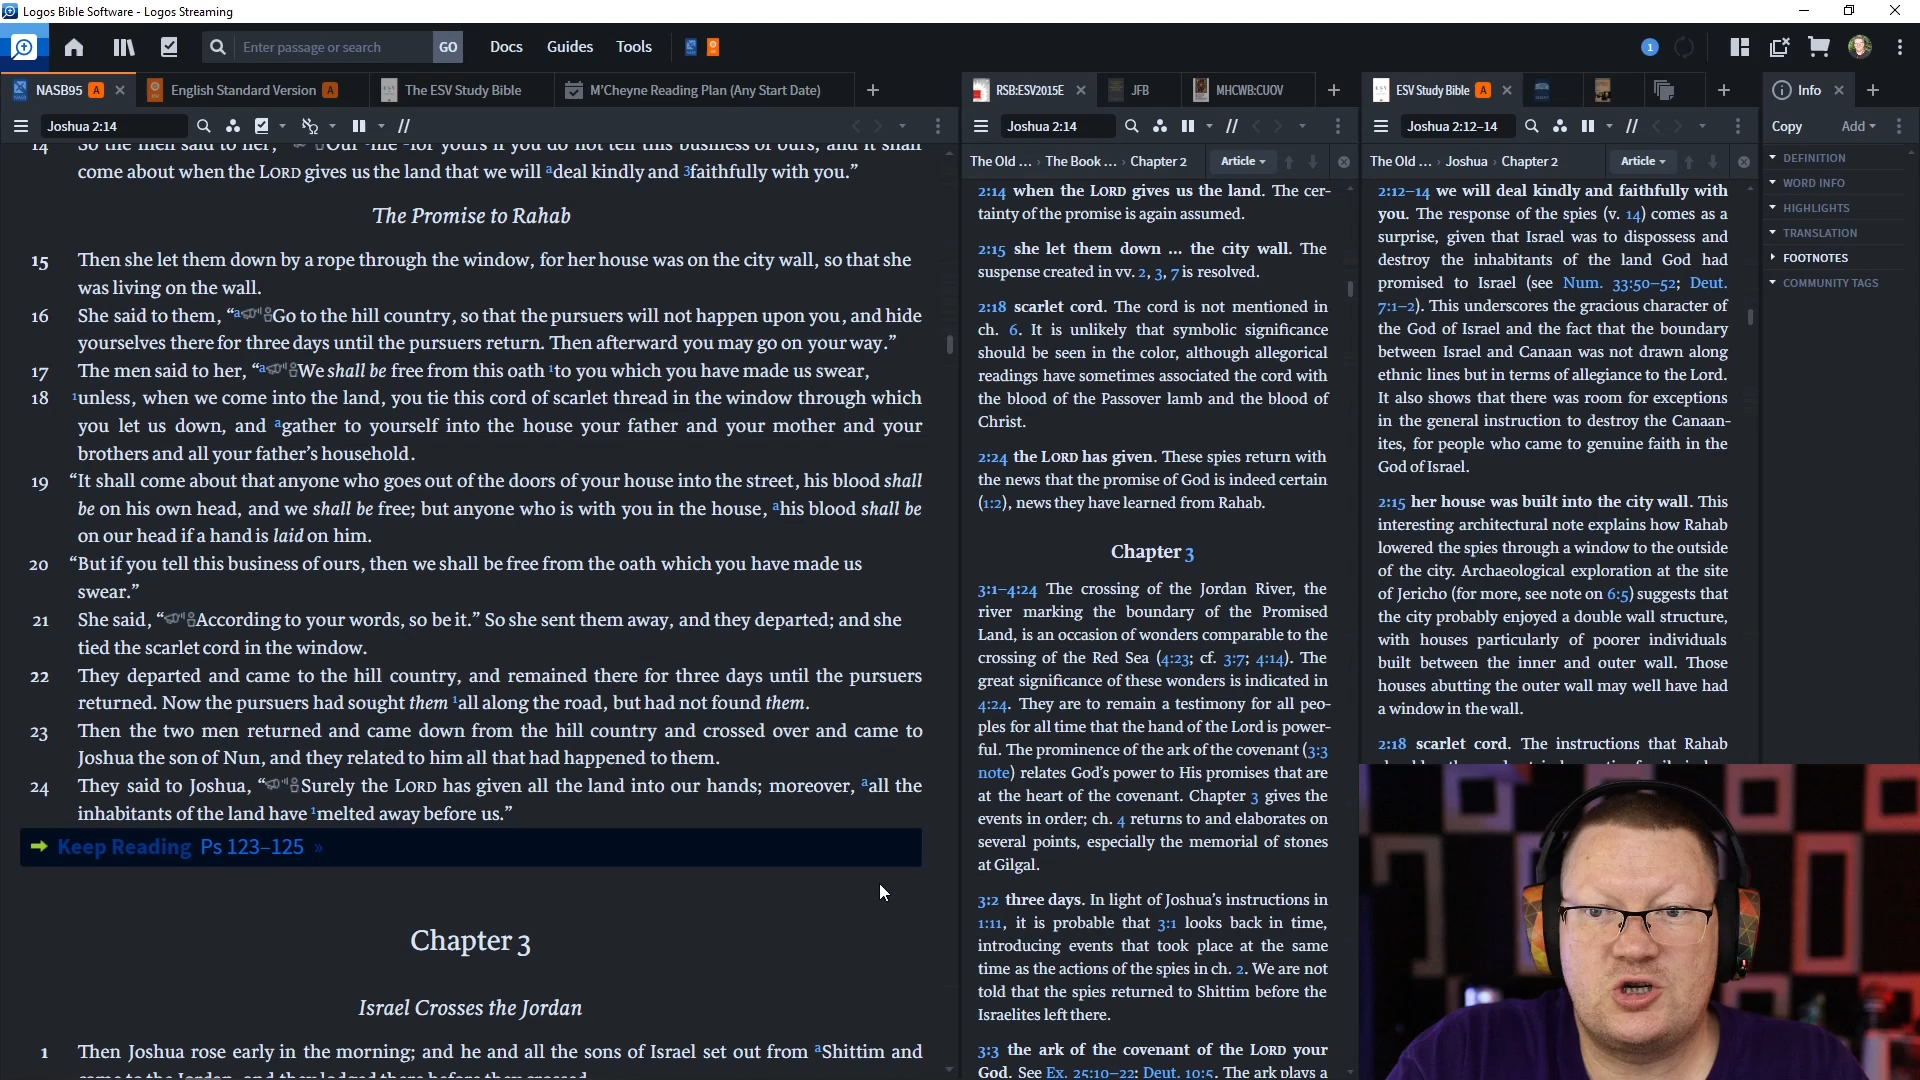 Logos Bible Software - Logos Streaming
Enter passage or search GO Docs Guides Tools 1
NASB95 A English Standard Version A The ESV Study Bible M'Cheyne Reading Plan (Any Start Date)
Joshua 2:14
come about when the LORD gives us the land that we will ᵃdeal kindly and ³faithfully with you.”
The Promise to Rahab
15 Then she let them down by a rope through the window, for her house was on the city wall, so that she
was living on the wall.
16 She said to them, “ᵃGo to the hill country, so that the pursuers will not happen upon you, and hide
yourselves there for three days until the pursuers return. Then afterward you may go on your way.”
17 The men said to her, “ᵃWe shall be free from this oath ¹to you which you have made us swear,
18 ¹unless, when we come into the land, you tie this cord of scarlet thread in the window through which
you let us down, and ᵃgather to yourself into the house your father and your mother and your
brothers and all your father’s household.
19 “It shall come about that anyone who goes out of the doors of your house into the street, his blood shall
be on his own head, and we shall be free; but anyone who is with you in the house, ᵃhis blood shall be
on our head if a hand is laid on him.
20 “But if you tell this business of ours, then we shall be free from the oath which you have made us
swear.”
21 She said, “According to your words, so be it.” So she sent them away, and they departed; and she
tied the scarlet cord in the window.
22 They departed and came to the hill country, and remained there for three days until the pursuers
returned. Now the pursuers had sought them ¹all along the road, but had not found them.
23 Then the two men returned and came down from the hill country and crossed over and came to
Joshua the son of Nun, and they related to him all that had happened to them.
24 They said to Joshua, “Surely the LORD has given all the land into our hands; moreover, ᵃall the
inhabitants of the land have ¹melted away before us.”
Keep Reading Ps 123–125 »
Chapter 3
Israel Crosses the Jordan
1 Then Joshua rose early in the morning; and he and all the sons of Israel set out from ᵃShittim and
RSB:ESV2015E JFB MHCWB:CUOV
Joshua 2:14
The Old ... › The Book ... › Chapter 2 Article
2:14 when the LORD gives us the land. The cer-
tainty of the promise is again assumed.
2:15 she let them down ... the city wall. The
suspense created in vv. 2, 3, 7 is resolved.
2:18 scarlet cord. The cord is not mentioned in
ch. 6. It is unlikely that symbolic significance
should be seen in the color, although allegorical
readings have sometimes associated the cord with
the blood of the Passover lamb and the blood of
Christ.
2:24 the LORD has given. These spies return with
the news that the promise of God is indeed certain
(1:2), news they have learned from Rahab.
Chapter 3
3:1–4:24 The crossing of the Jordan River, the
river marking the boundary of the Promised
Land, is an occasion of wonders comparable to the
crossing of the Red Sea (4:23; cf. 3:7; 4:14). The
great significance of these wonders is indicated in
4:24. They are to remain a testimony for all peo-
ples for all time that the hand of the Lord is power-
ful. The prominence of the ark of the covenant (3:3
note) relates God’s power to His promises that are
at the heart of the covenant. Chapter 3 gives the
events in order; ch. 4 returns to and elaborates on
several points, especially the memorial of stones
at Gilgal.
3:2 three days. In light of Joshua’s instructions in
1:11, it is probable that 3:1 looks back in time,
introducing events that took place at the same
time as the actions of the spies in ch. 2. We are not
told that the spies returned to Shittim before the
Israelites left there.
3:3 the ark of the covenant of the LORD your
God. See Ex. 25:10–22; Deut. 10:5. The ark plays a
ESV Study Bible A
Joshua 2:12–14
The Old ... › Joshua › Chapter 2 Article
2:12–14 we will deal kindly and faithfully with
you. The response of the spies (v. 14) comes as a
surprise, given that Israel was to dispossess and
destroy the inhabitants of the land God had
promised to Israel (see Num. 33:50–52; Deut.
7:1–2). This underscores the gracious character of
the God of Israel and the fact that the boundary
between Israel and Canaan was not drawn along
ethnic lines but in terms of allegiance to the Lord.
It also shows that there was room for exceptions
in the general instruction to destroy the Canaan-
ites, for people who came to genuine faith in the
God of Israel.
2:15 her house was built into the city wall. This
interesting architectural note explains how Rahab
lowered the spies through a window to the outside
of the city. Archaeological exploration at the site
of Jericho (for more, see note on 6:5) suggests that
the city probably enjoyed a double wall structure,
with houses particularly of poorer individuals
built between the inner and outer wall. Those
houses abutting the outer wall may well have had
a window in the wall.
2:18 scarlet cord. The instructions that Rahab
Info
Copy Add
DEFINITION
WORD INFO
HIGHLIGHTS
TRANSLATION
FOOTNOTES
COMMUNITY TAGS